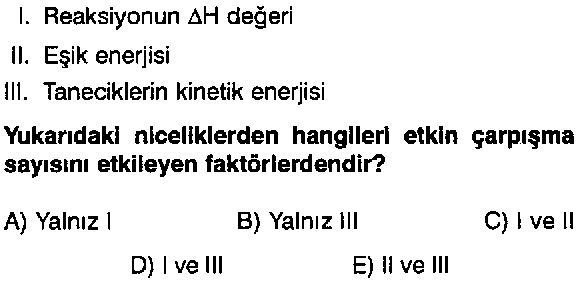 I. Reaksiyonun ΔH değeri
II. Eşik enerjisi
III. Taneciklerin kinetik enerjisi
Yukarıdaki niceliklerden hangileri etkin çarpışma
sayısını etkileyen faktörlerdendir?
A) Yalnız I B) Yalnız III C) I ve II
D) I ve III E) II ve III